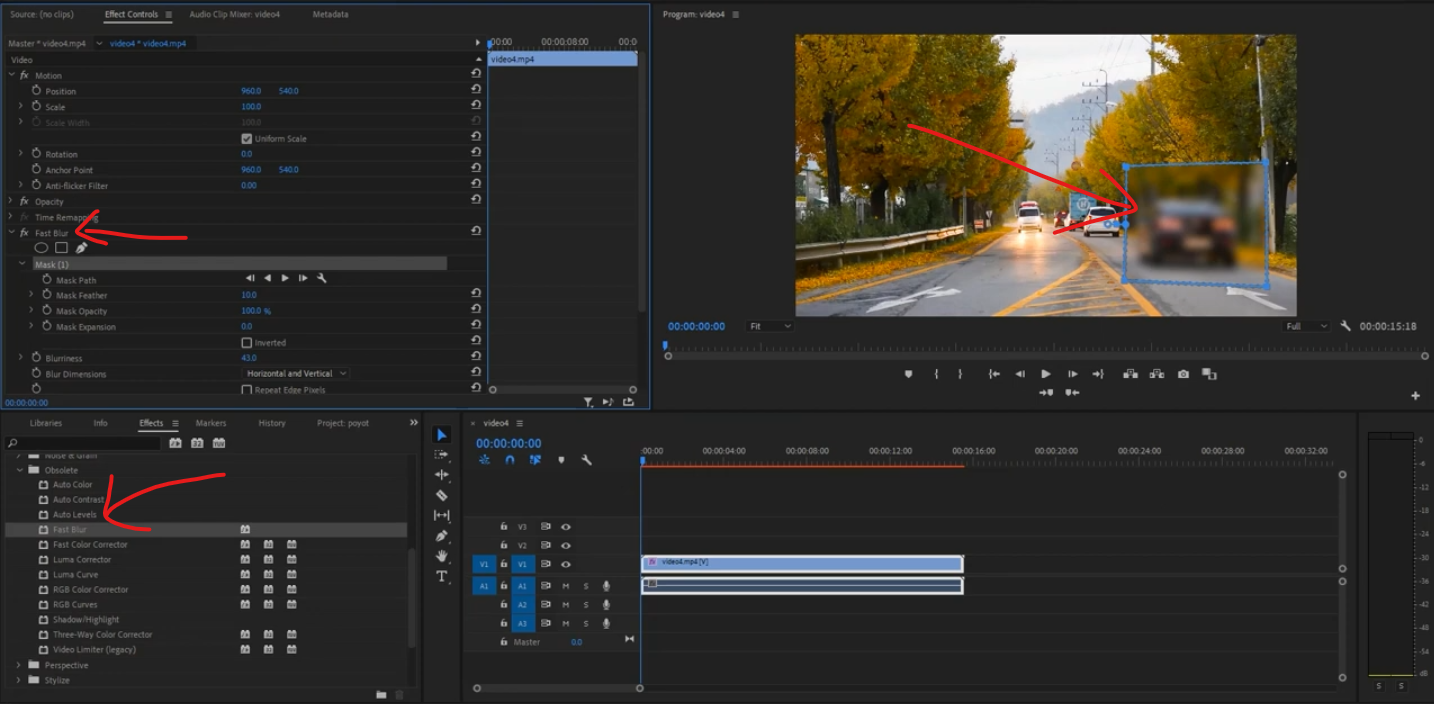 Source: (no clips) Effect Controls Audio Clip Mixer: video4 Metadata
Master * video4.mp4 video4 * video4.mp4
:00:00 00:00:08:00 00:0
Video
video4.mp4
fx Motion
Position 960.0 540.0
Scale 100.0
Scale Width 100.0
Uniform Scale
Rotation 0.0
Anchor Point 960.0 540.0
Anti-flicker Filter 0.00
fx Opacity
fx Time Remapping
fx Fast Blur
Mask (1)
Mask Path
Mask Feather 10.0
Mask Opacity 100.0 %
Mask Expansion 0.0
Inverted
Blurriness 43.0
Blur Dimensions Horizontal and Vertical
Repeat Edge Pixels
00:00:00:00
Program: video4
00:00:00:00 Fit Full 00:00:15:18
Libraries Info Effects Markers History Project: poyot
Noise & Grain
Obsolete
Auto Color
Auto Contrast
Auto Levels
Fast Blur
Fast Color Corrector
Luma Corrector
Luma Curve
RGB Color Corrector
RGB Curves
Shadow/Highlight
Three-Way Color Corrector
Video Limiter (legacy)
Perspective
Stylize
× video4
00:00:00:00
:00:00 00:00:04:00 00:00:08:00 00:00:12:00 00:00:16:00 00:00:20:00 00:00:24:00 00:00:28:00 00:00:32:00
V3
V2
V1 V1 fx video4.mp4 [V]
A1 A1 M S
A2 M S
A3 M S
Master 0.0
0
-6
-12
-18
-24
-30
-36
-42
-48
-54
dB
S S